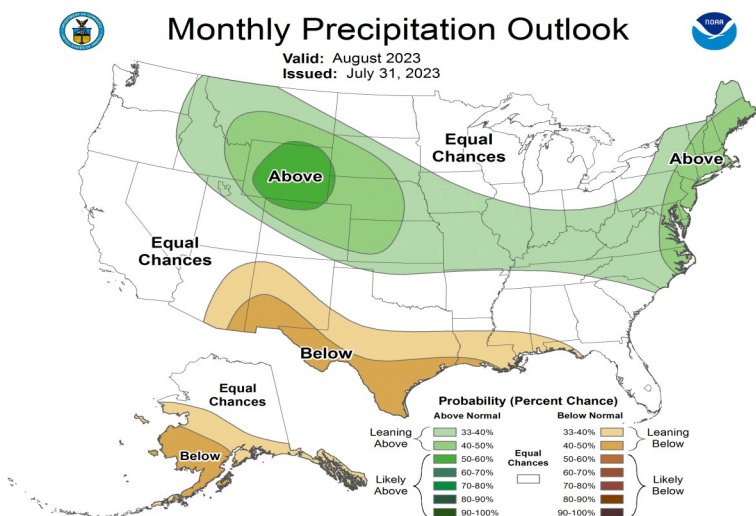 Monthly Precipitation Outlook
NOAA
Valid: August 2023
Issued: July 31, 2023
Equal
Chances
Above
Above
Equal
Chances
Below
Equal
Chances
Below
Probability (Percent Chance)
Above Normal
Below Normal
Leaning
Above
33-40%
40-50%
Likely
Above
50-60%
60-70%
70-80%
80-90%
90-100%
Equal
Chances
33-40%
40-50%
Leaning
Below
50-60%
60-70%
70-80%
80-90%
90-100%
Likely
Below